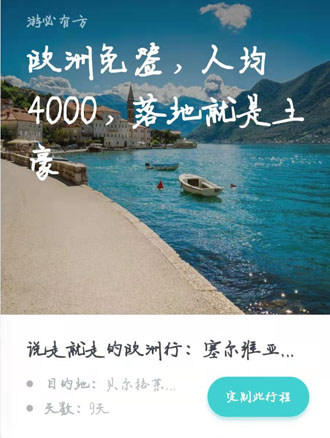 游必有方
欧洲免签，人均
4000，落地就是土
豪
说走就走的欧洲行：塞尔维亚...
目的地：贝尔格莱...
天数：9天
定制此行程